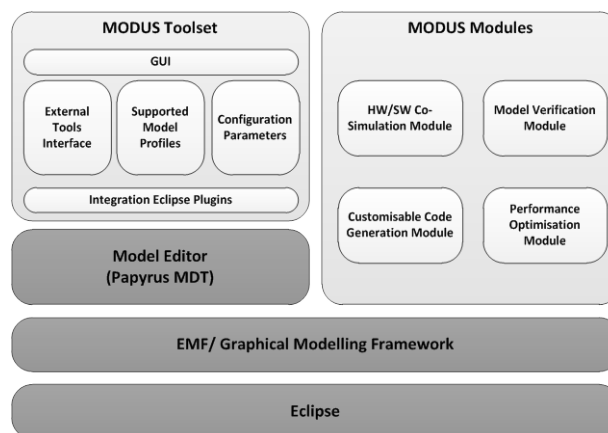 MODUS Toolset
GUI
External
Tools
Interface
Supported
Model
Profiles
Configuration
Parameters
Integration Eclipse Plugins
Model Editor
(Papyrus MDT)
MODUS Modules
HW/SW Co-
Simulation Module
Model Verification
Module
Customisable Code
Generation Module
Performance
Optimisation
Module
EMF/ Graphical Modelling Framework
Eclipse